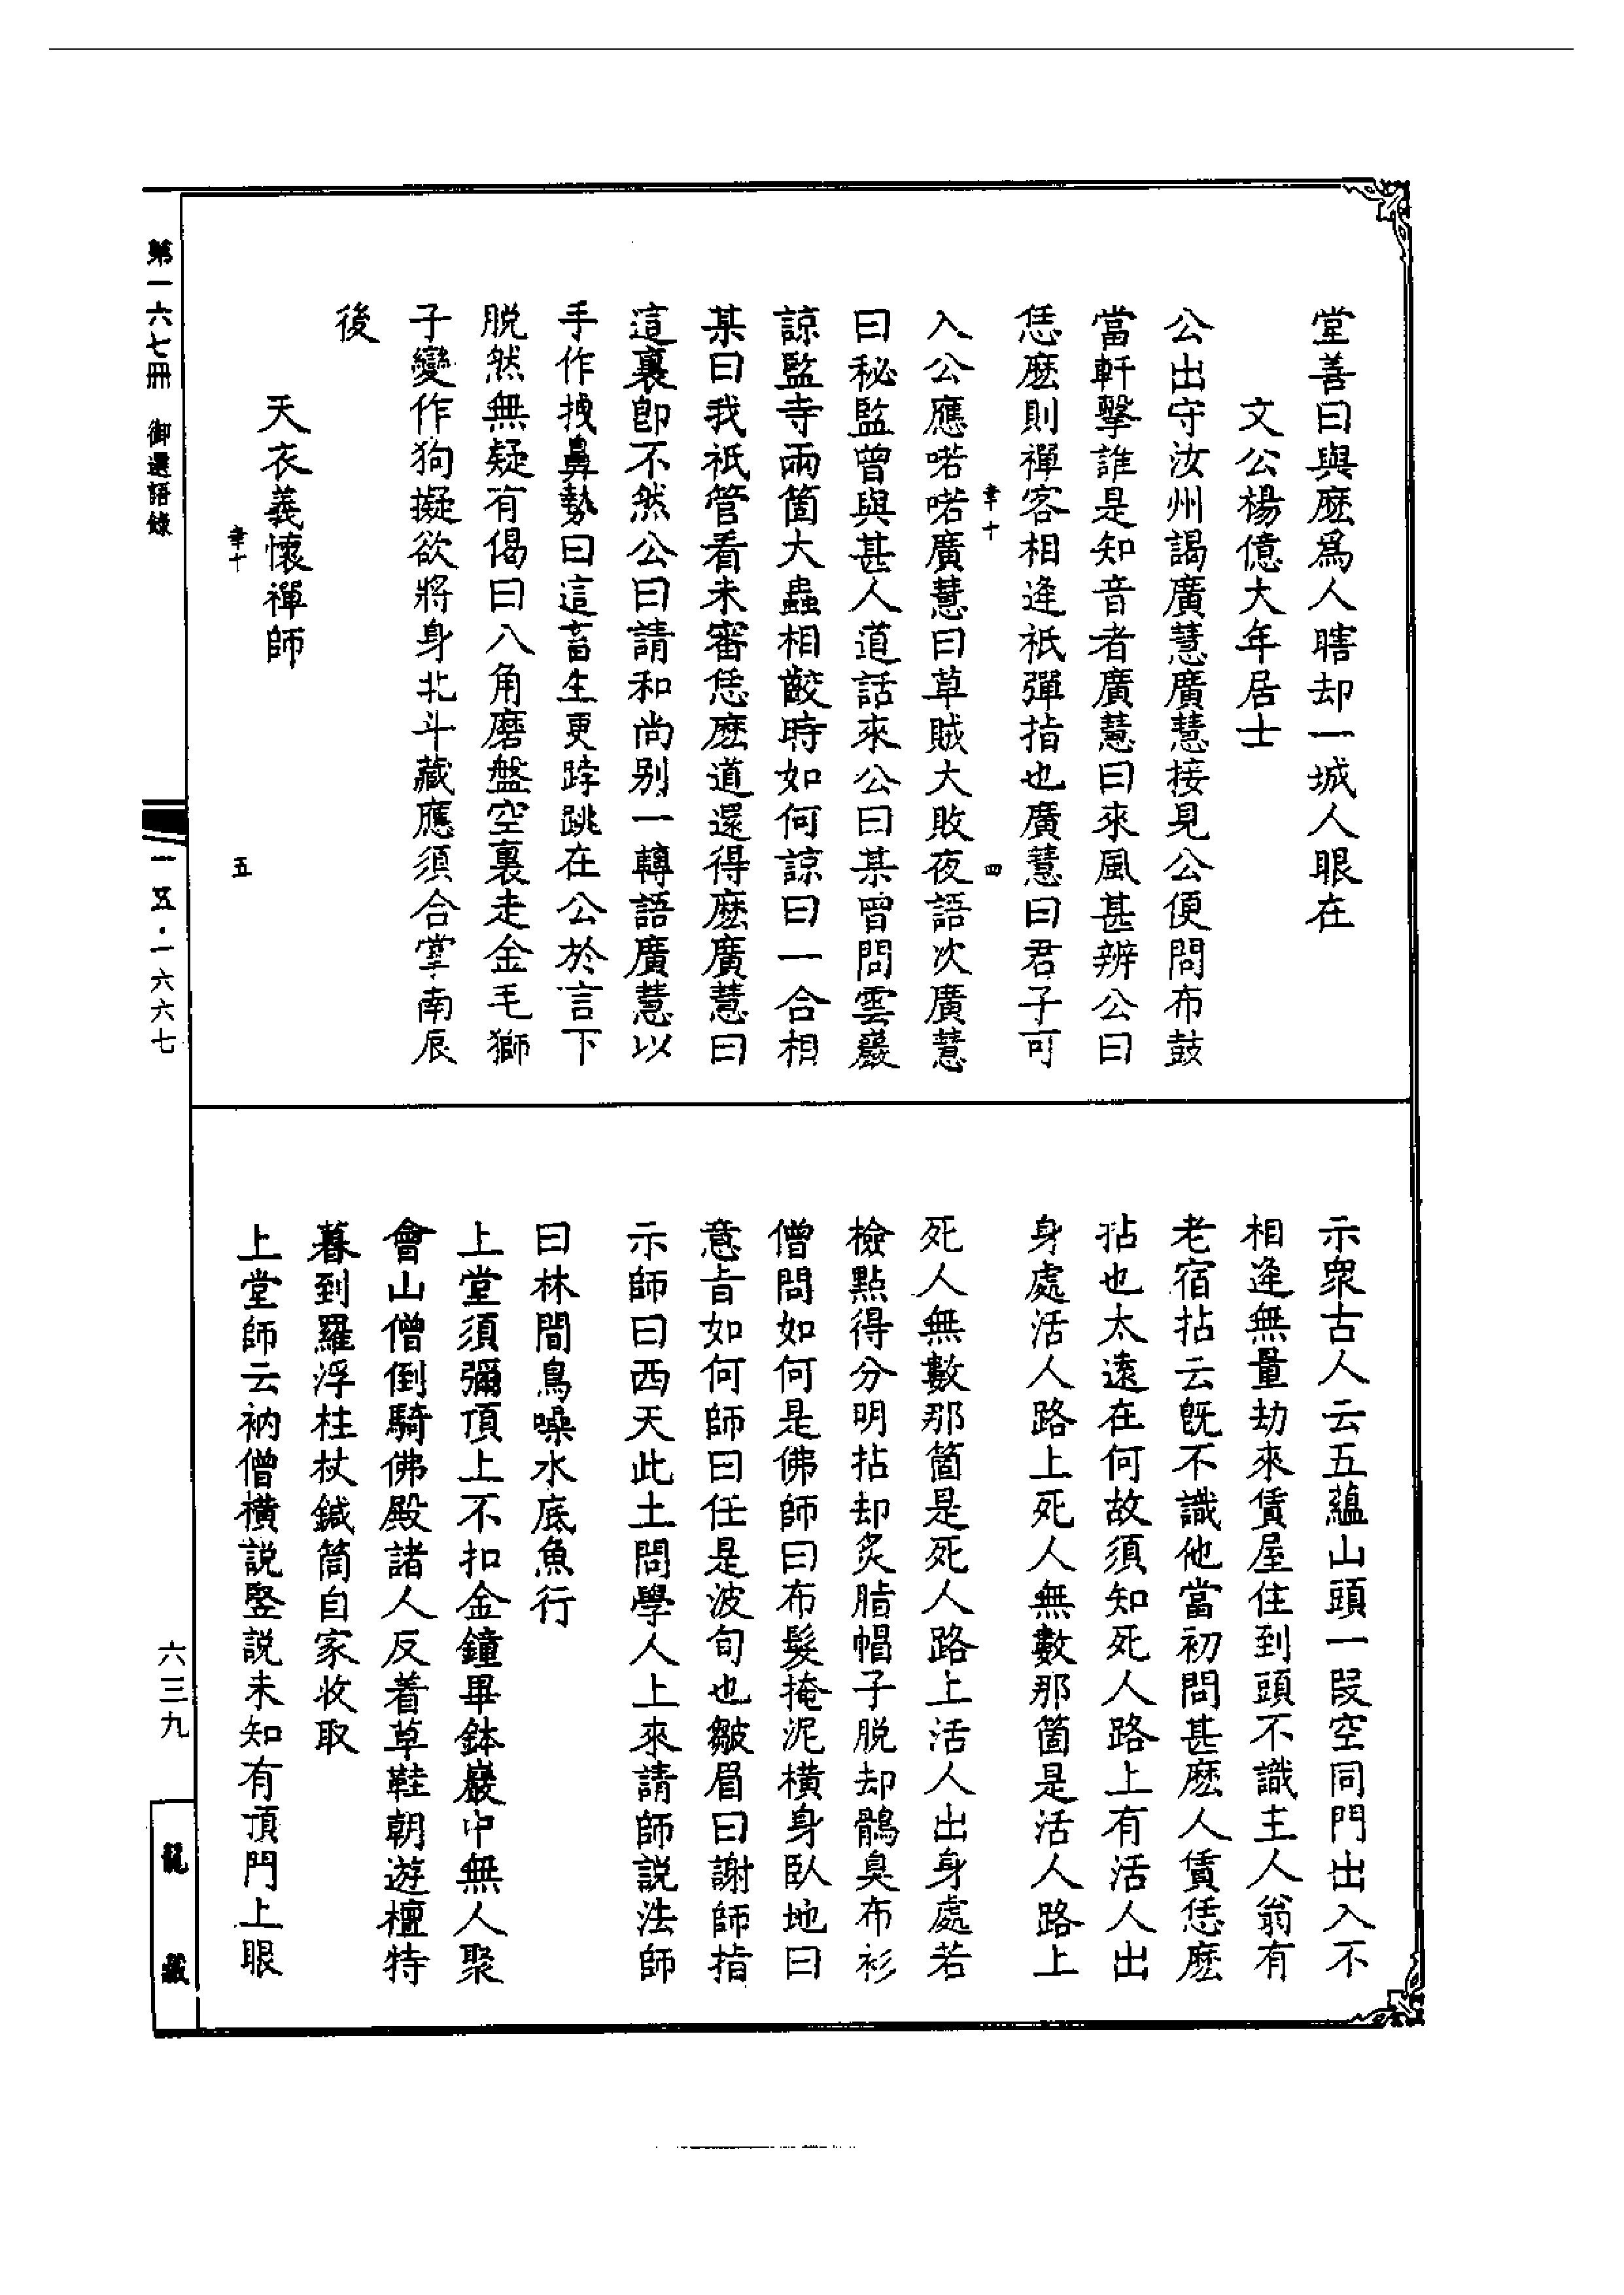 堂善曰與麽爲人瞎却一城人眼在
文公楊億大年居士
公出守汝州謁廣慧廣慧接見公便問布鼓
當軒擊誰是知音者廣慧曰來風甚辨公曰
恁麽則禪客相逢祇彈指也廣慧曰君子可
聿十 四
入公應喏喏廣慧曰草賊大敗夜語次廣慧
曰秘監曾與甚人道話來公曰某曾問雲巖
諒監寺兩箇大蟲相齩時如何諒曰一合相
某曰我祇管看未審恁麽道還得麽廣慧曰
這裏卽不然公曰請和尚别一轉語廣慧以
手作拽鼻勢曰這畜生更𨁝跳在公於言下
脱然無疑有偈曰八角磨盤空裏走金毛獅
子變作狗擬欲將身北斗藏應須合掌南辰
後
天衣義懷禪師
聿十 五
示衆古人云五藴山頭一段空同門出入不
相逢無量劫來賃屋住到頭不識主人翁有
老宿拈云旣不識他當初問甚麽人賃恁麽
拈也太遠在何故須知死人路上有活人出
身處活人路上死人無數那箇是活人路上
死人無數那箇是死人路上活人出身處若
檢點得分明拈却炙脂帽子脱却鶻臭布衫
僧問如何是佛師曰布髮掩泥横身臥地曰
意旨如何師曰任是波旬也皺眉曰謝師指
示師曰西天此土問學人上來請師説法師
曰林間鳥噪水底魚行
上堂須彌頂上不扣金鐘畢鉢巖中無人聚
會山僧倒騎佛殿諸人反着草鞋朝遊檀特
暮到羅浮柱杖鍼筒自家收取
上堂師云衲僧横説竪説未知有頂門上眼
第一六七冊 御選語錄
一五·一六六七
六三九
龍藏